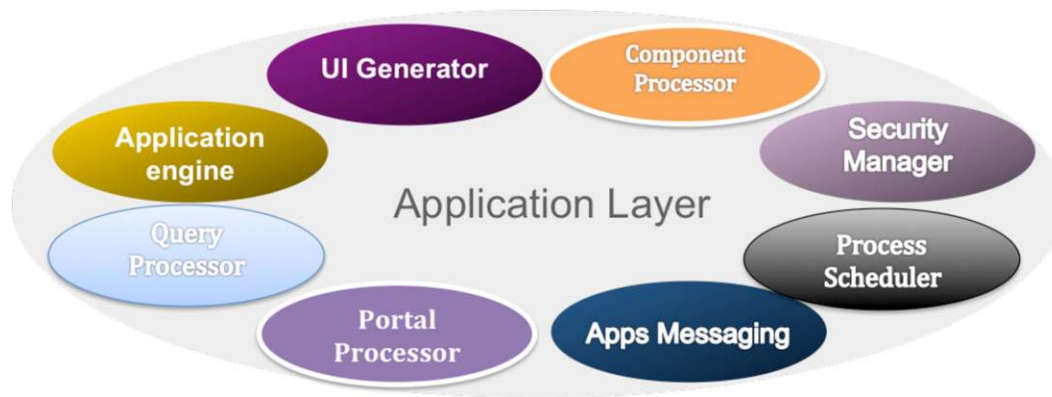 UI Generator
Component
Processor
Application
engine
Security
Manager
Application Layer
Query
Processor
Process
Scheduler
Portal
Processor
Apps Messaging